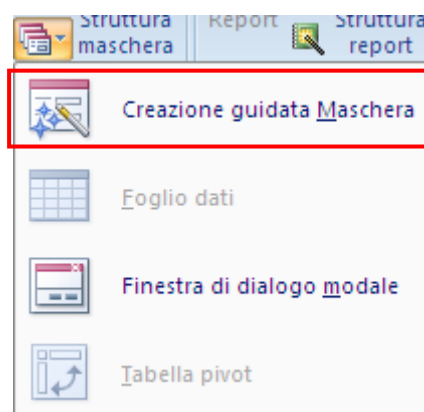 Struttura Report Struttura
maschera report
Creazione guidata Maschera
Foglio dati
Finestra di dialogo modale
Tabella pivot